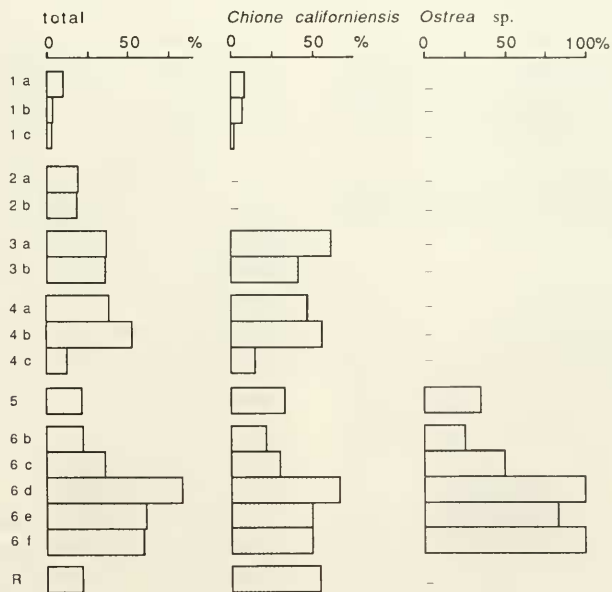 total Chione californiensis Ostrea sp.
0 50 % 0 50 % 0 50 100%
1 a –
1 b –
1 c –
2 a – –
2 b – –
3 a –
3 b –
4 a –
4 b –
4 c –
5
6 b
6 c
6 d
6 e
6 f
R –